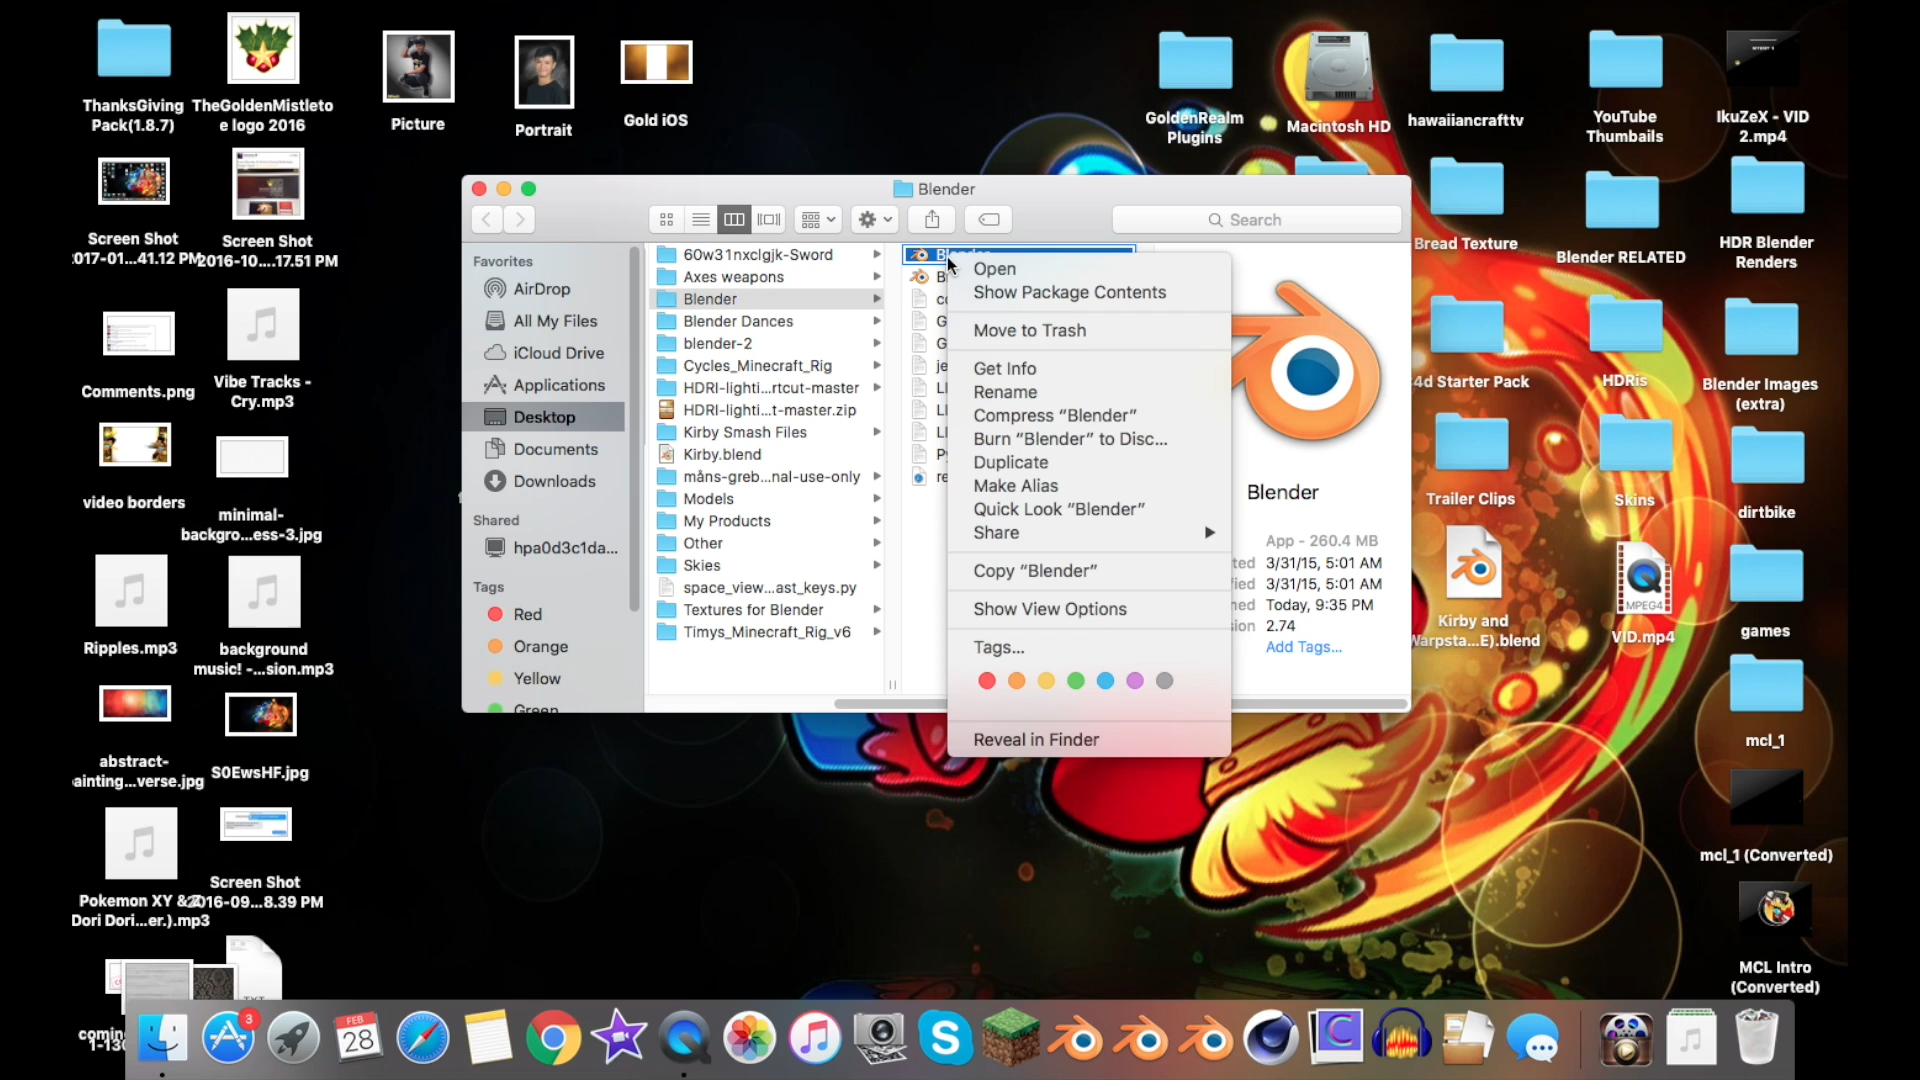 ThanksGiving
Pack(1.8.7)
TheGoldenMistleto
e logo 2016
Picture
Portrait
Gold iOS
GoldenRealm
Plugins
Macintosh HD
hawaiiancrafttv
YouTube
Thumbails
IkuZeX - VID
2.mp4
Screen Shot
2017-01...41.12 PM
Screen Shot
2016-10....17.51 PM
Comments.png
Vibe Tracks -
Cry.mp3
video borders
minimal-
backgro...ess-3.jpg
Ripples.mp3
background
music! -...sion.mp3
abstract-
ainting...verse.jpg
S0EwsHF.jpg
Pokemon XY & Z
Dori Dori...er.).mp3
Screen Shot
2016-09...8.39 PM
TXT
Blender
Search
Favorites
AirDrop
All My Files
iCloud Drive
Applications
Desktop
Documents
Downloads
Shared
hpa0d3c1da...
Tags
Red
Orange
Yellow
Green
60w31nxclgjk-Sword
Axes weapons
Blender
Blender Dances
blender-2
Cycles_Minecraft_Rig
HDRI-lighti...rtcut-master
HDRI-lighti...t-master.zip
Kirby Smash Files
Kirby.blend
måns-greb...nal-use-only
Models
My Products
Other
Skies
space_view...ast_keys.py
Textures for Blender
Timys_Minecraft_Rig_v6
Open
Show Package Contents
Move to Trash
Get Info
Rename
Compress “Blender”
Burn “Blender” to Disc...
Duplicate
Make Alias
Quick Look “Blender”
Share
Copy “Blender”
Show View Options
Tags...
Reveal in Finder
Blender
App - 260.4 MB
3/31/15, 5:01 AM
3/31/15, 5:01 AM
Today, 9:35 PM
2.74
Add Tags...
Bread Texture
Blender RELATED
HDR Blender
Renders
4d Starter Pack
HDRis
Blender Images
(extra)
Trailer Clips
Skins
dirtbike
Kirby and
Warpsta...E).blend
MPEG4
VID.mp4
games
mcl_1
mcl_1 (Converted)
MCL Intro
(Converted)
3
FEB
28